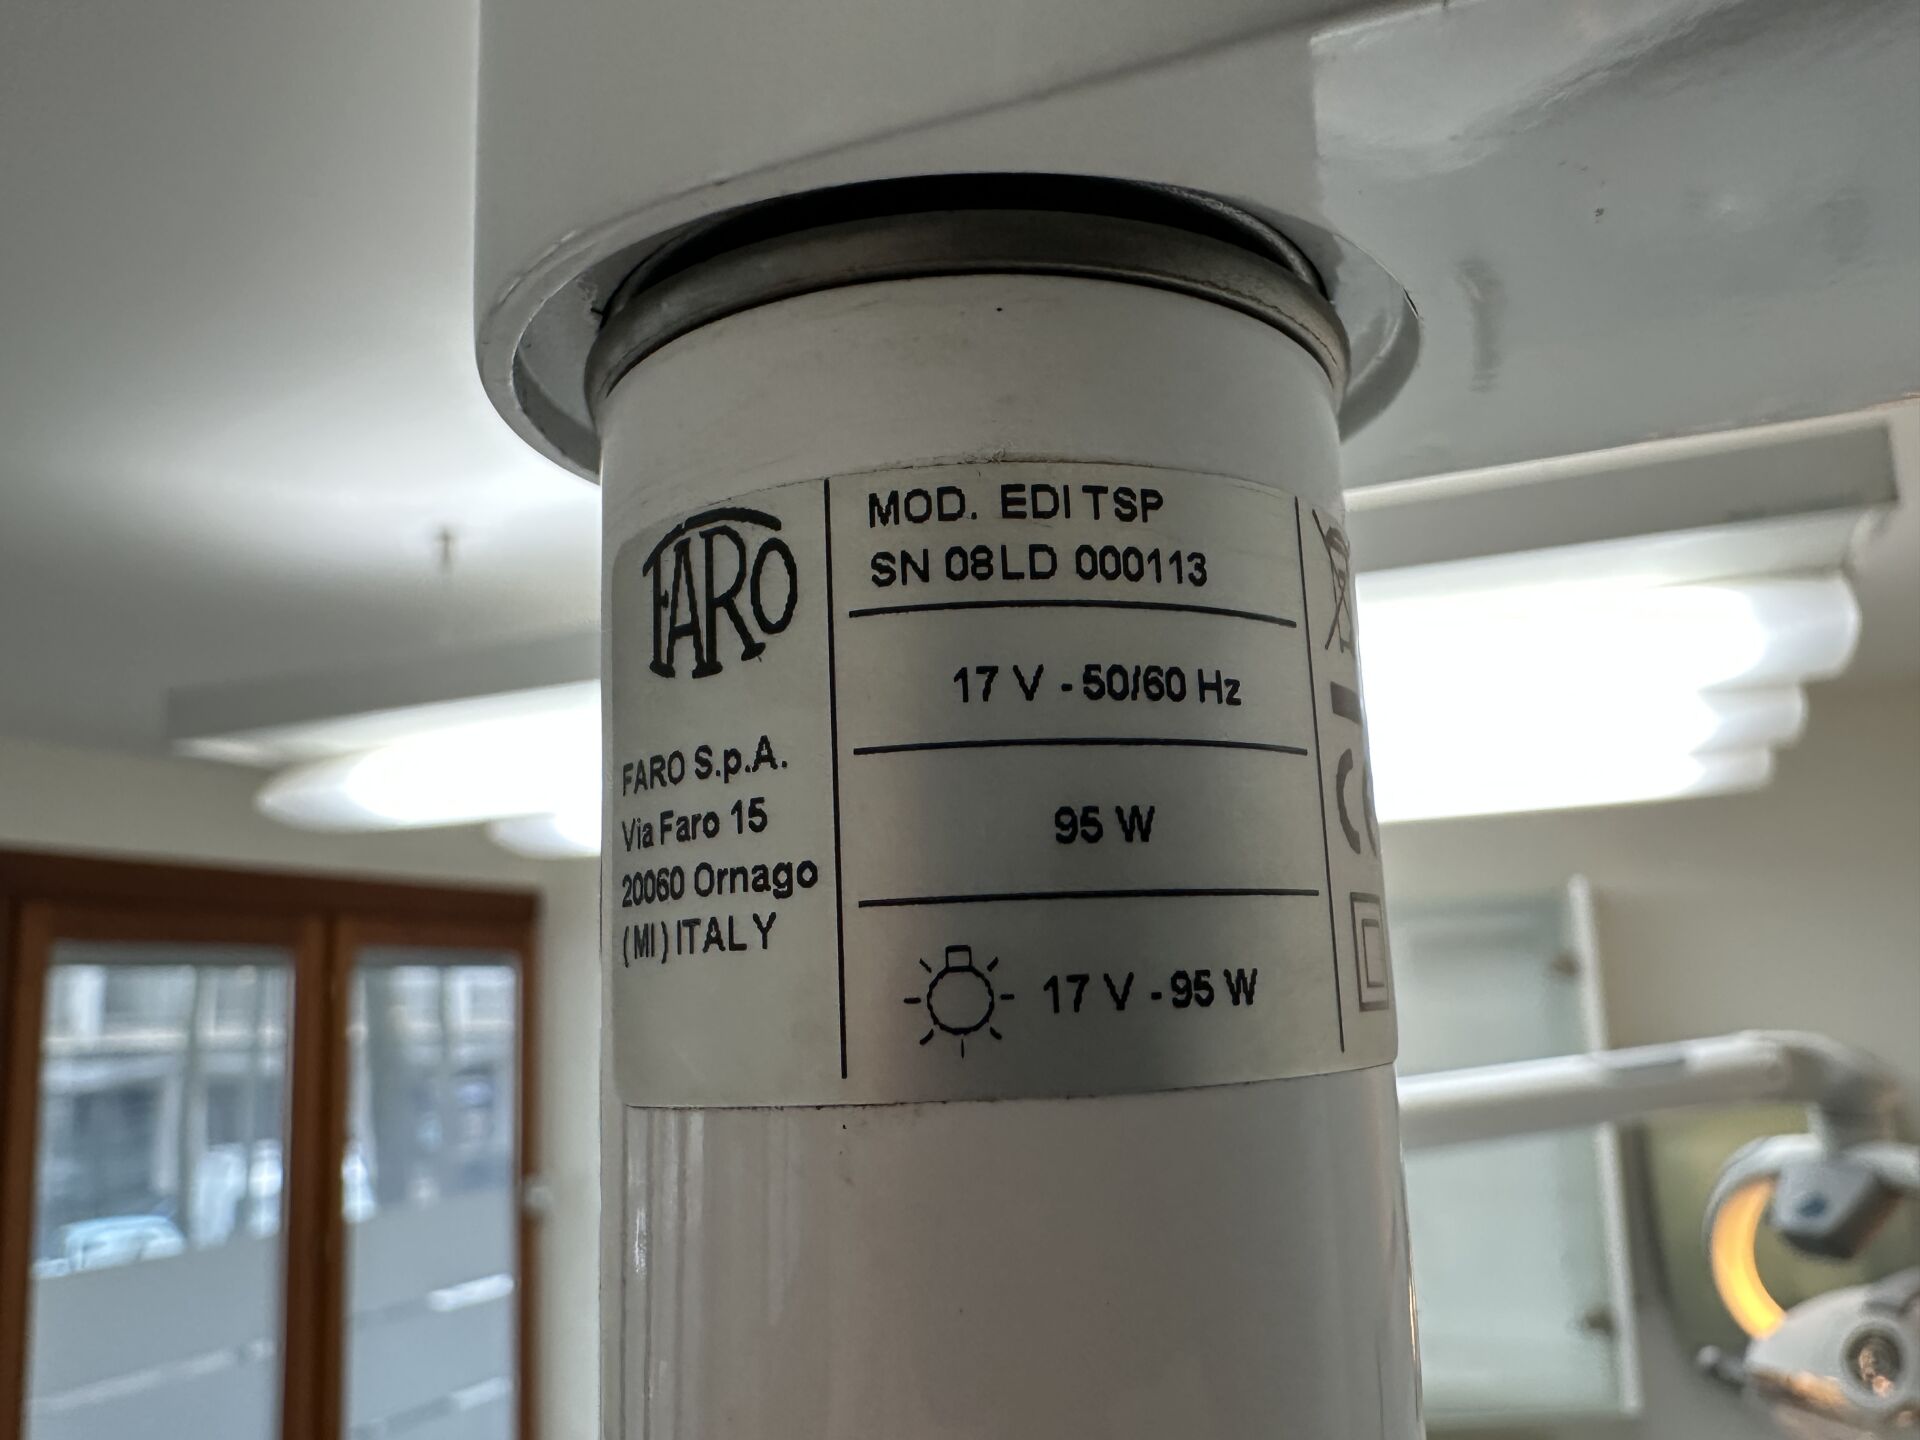 FARO
FARO S.p.A.
Via Faro 15
20060 Ornago
(MI) ITALY
MOD. EDI TSP
SN 08LD 000113
17 V - 50/60 Hz
95 W
17 V - 95 W
CE